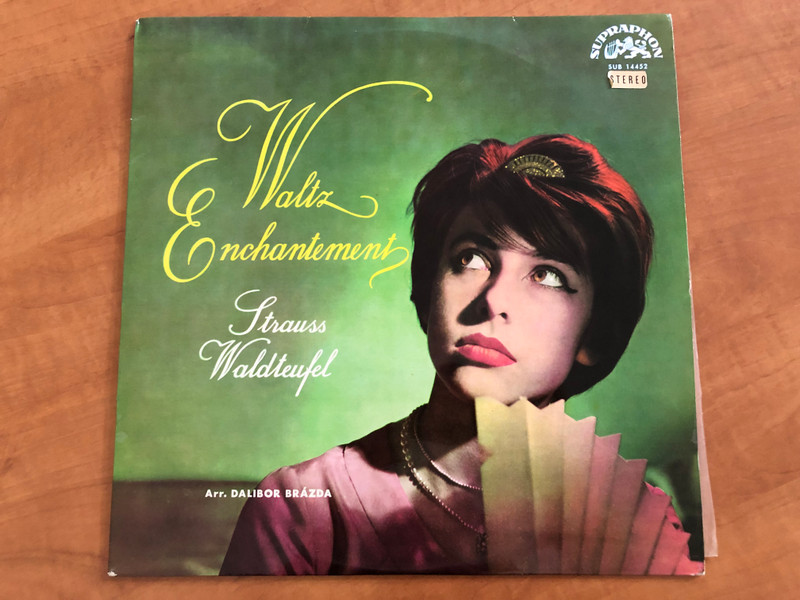 SUPRAPHON
SUB 14452
STEREO
Waltz
Enchantement
Strauss
Waldteufel
Arr. DALIBOR BRÁZDA